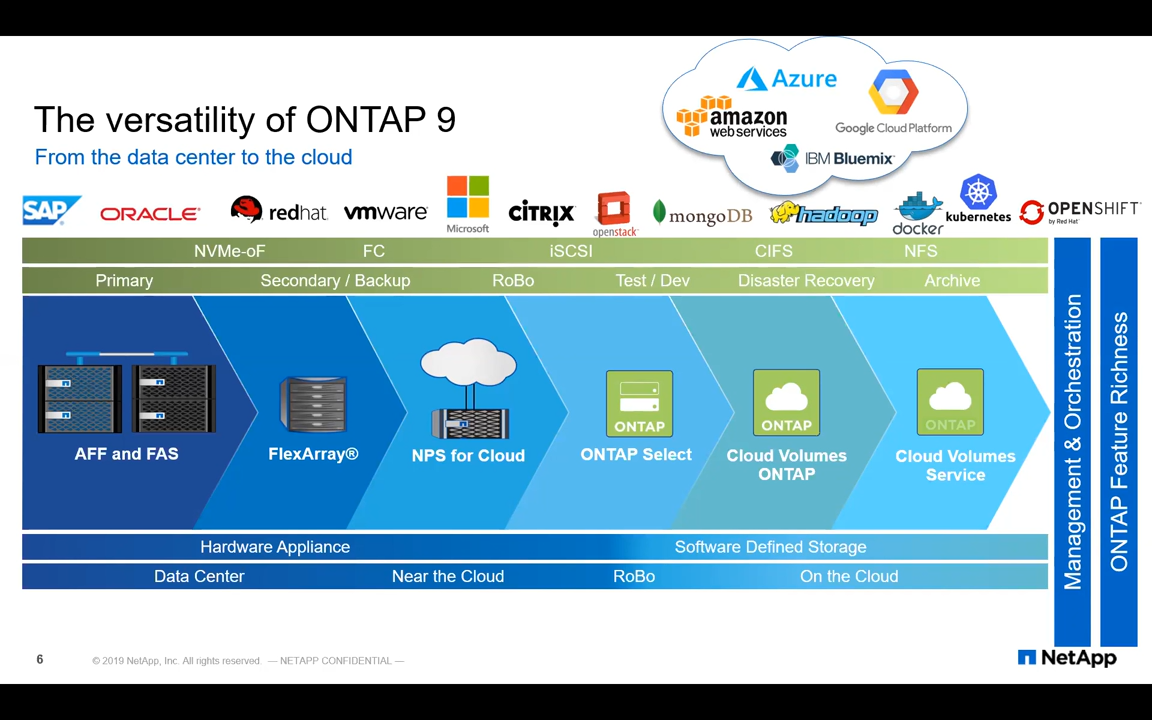 The versatility of ONTAP 9
From the data center to the cloud
Azure
amazon
web services
Google Cloud Platform
IBM Bluemix™
SAP
ORACLE®
redhat.
vmware®
Microsoft
CITRIX®
openstack™
mongoDB
hadoop
docker
kubernetes
OPENSHIFT™
by Red Hat®
NVMe-oF FC iSCSI CIFS NFS
Primary Secondary / Backup RoBo Test / Dev Disaster Recovery Archive
AFF and FAS
FlexArray®
NPS for Cloud
ONTAP
ONTAP Select
ONTAP
Cloud Volumes
ONTAP
ONTAP
Cloud Volumes
Service
Hardware Appliance Software Defined Storage
Data Center Near the Cloud RoBo On the Cloud
Management & Orchestration
ONTAP Feature Richness
6 © 2019 NetApp, Inc. All rights reserved. — NETAPP CONFIDENTIAL —
NetApp